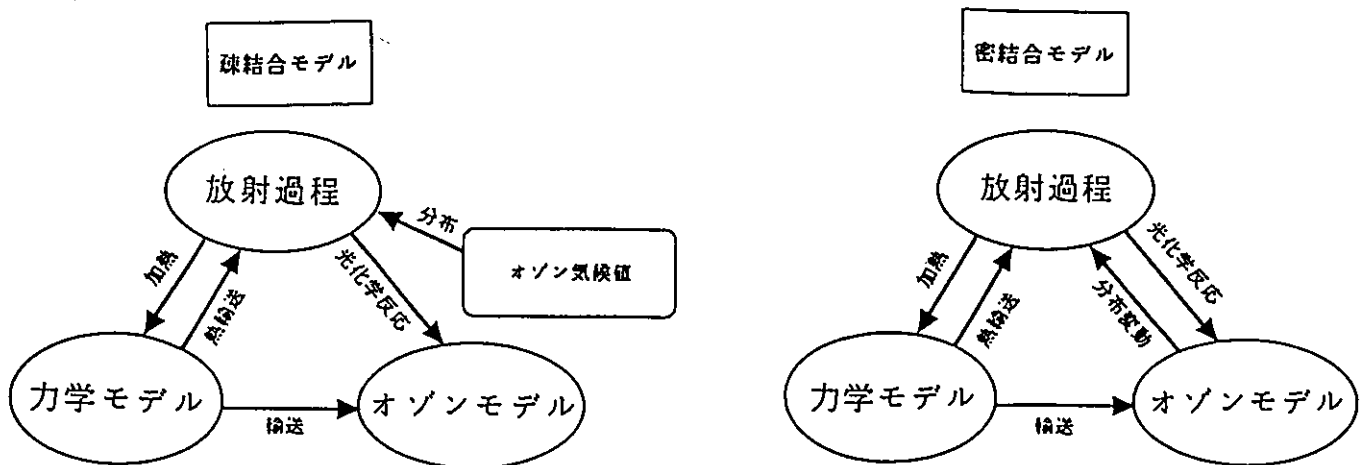 疎結合モデル
放射過程
分布
オゾン気候値
加熱
熱輸送
光化学反応
力学モデル
輸送
オゾンモデル
密結合モデル
放射過程
加熱
熱輸送
分布変動
光化学反応
力学モデル
輸送
オゾンモデル